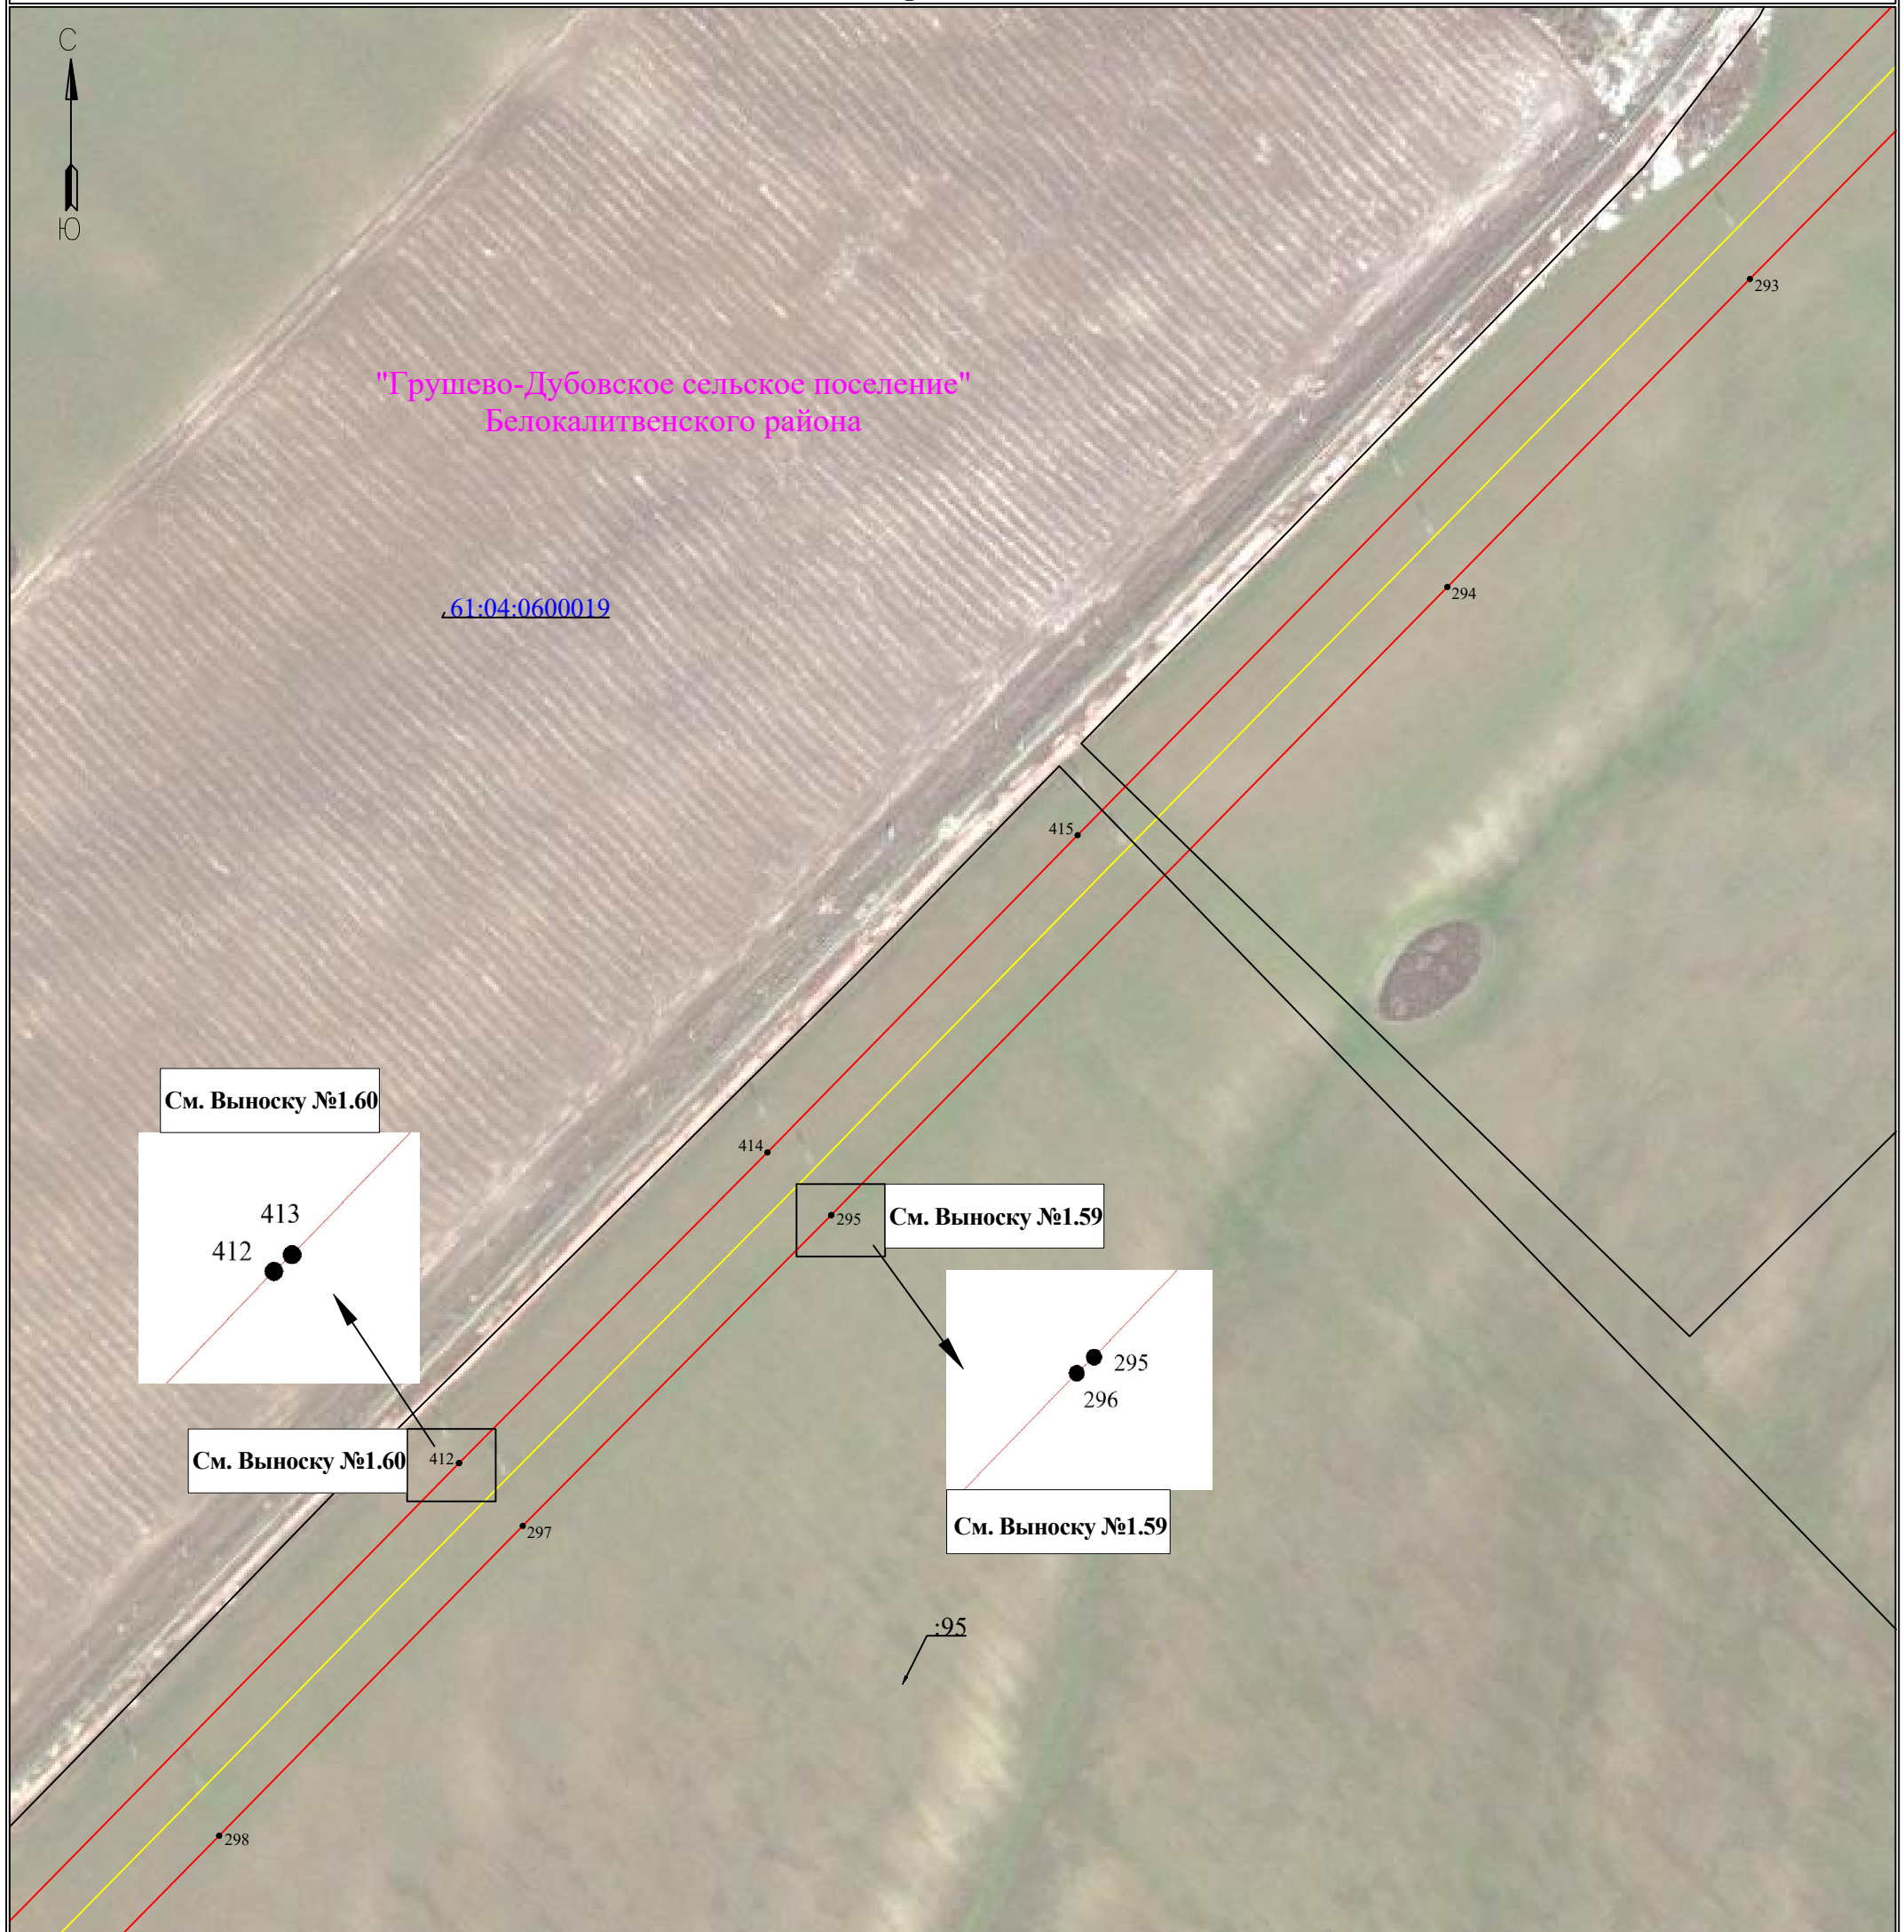 С
Ю
293
"Грушево-Дубовское сельское поселение"
Белокалитвенского района
294
61:04:0600019
415
См. Выноску №1.60
414
413
412
295
См. Выноску №1.59
295
296
См. Выноску №1.60
412
297
См. Выноску №1.59
:95
298